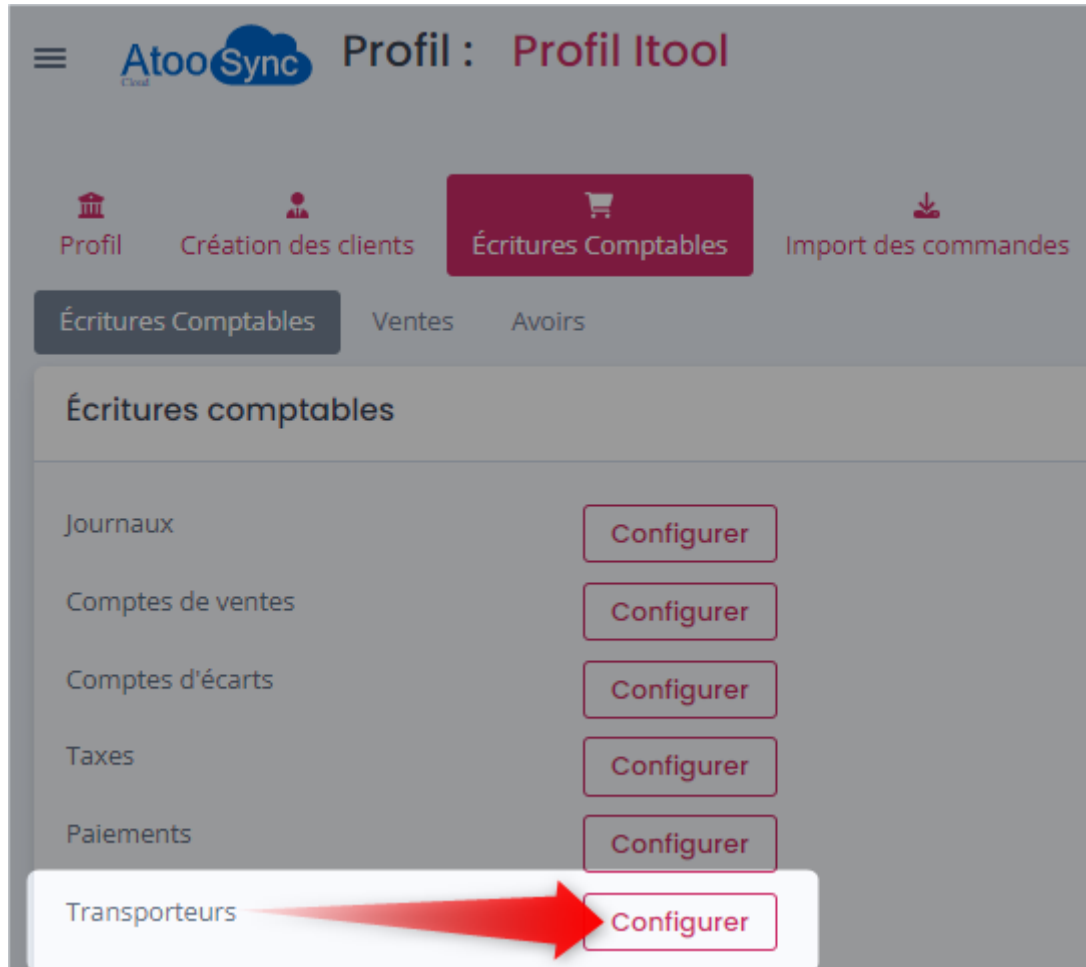 AtooSync Cloud Profil : Profil Itool
Profil Création des clients Écritures Comptables Import des commandes
Écritures Comptables Ventes Avoirs
Écritures comptables
Journaux Configurer
Comptes de ventes Configurer
Comptes d'écarts Configurer
Taxes Configurer
Paiements Configurer
Transporteurs Configurer